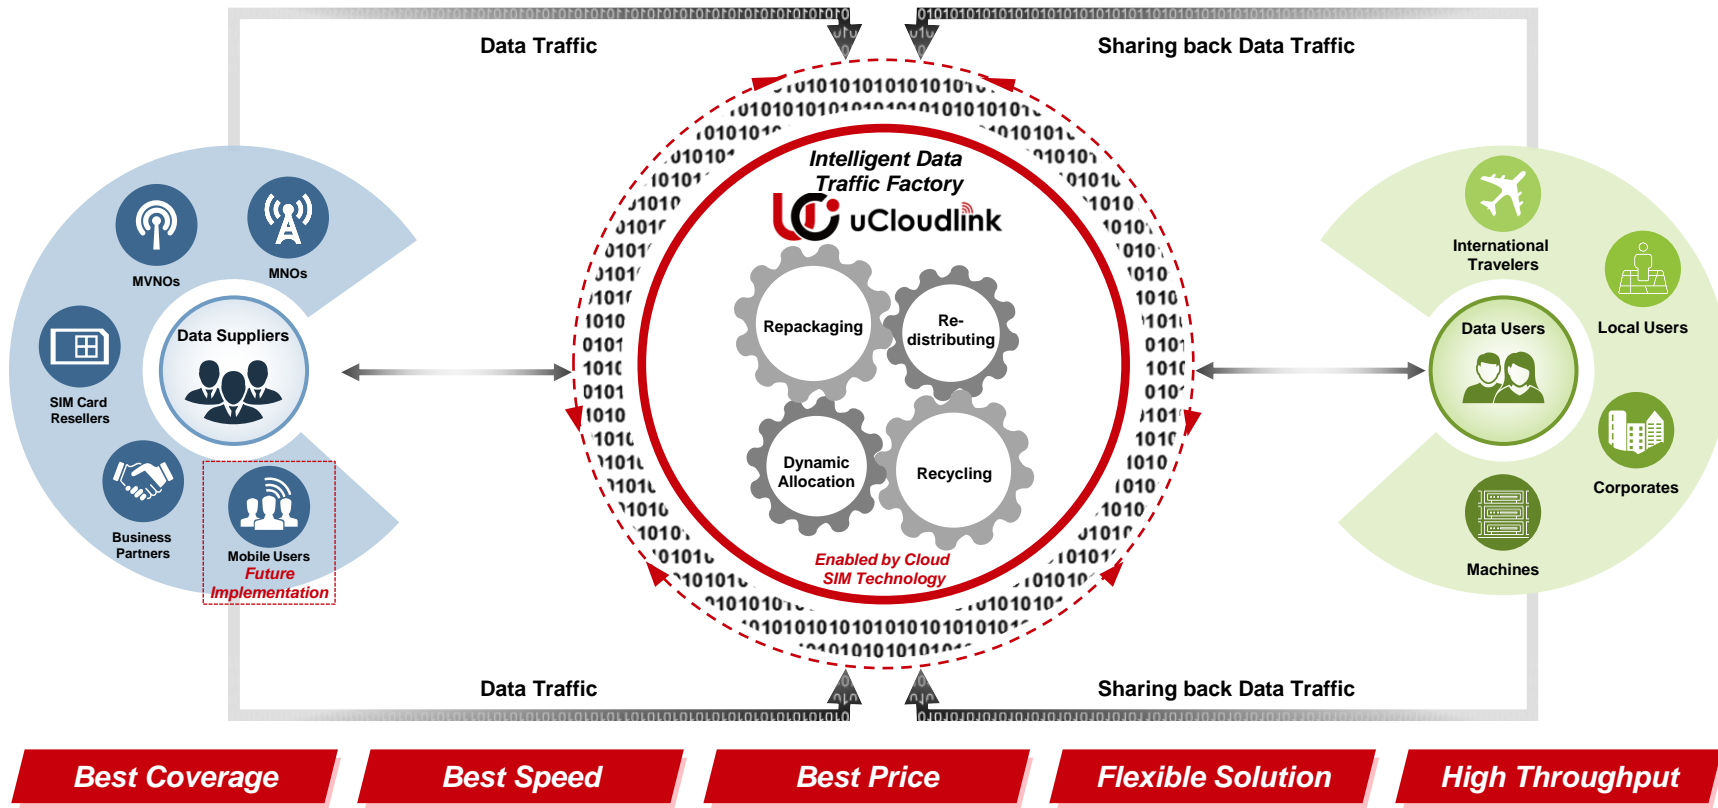 Data Traffic
Sharing back Data Traffic
Intelligent Data
Traffic Factory
uCloudlink
Repackaging
Re-
distributing
Dynamic
Allocation
Recycling
Enabled by Cloud
SIM Technology
MVNOs
MNOs
Data Suppliers
SIM Card
Resellers
Business
Partners
Mobile Users
Future
Implementation
International
Travelers
Data Users
Local Users
Corporates
Machines
Data Traffic
Sharing back Data Traffic
Best Coverage
Best Speed
Best Price
Flexible Solution
High Throughput